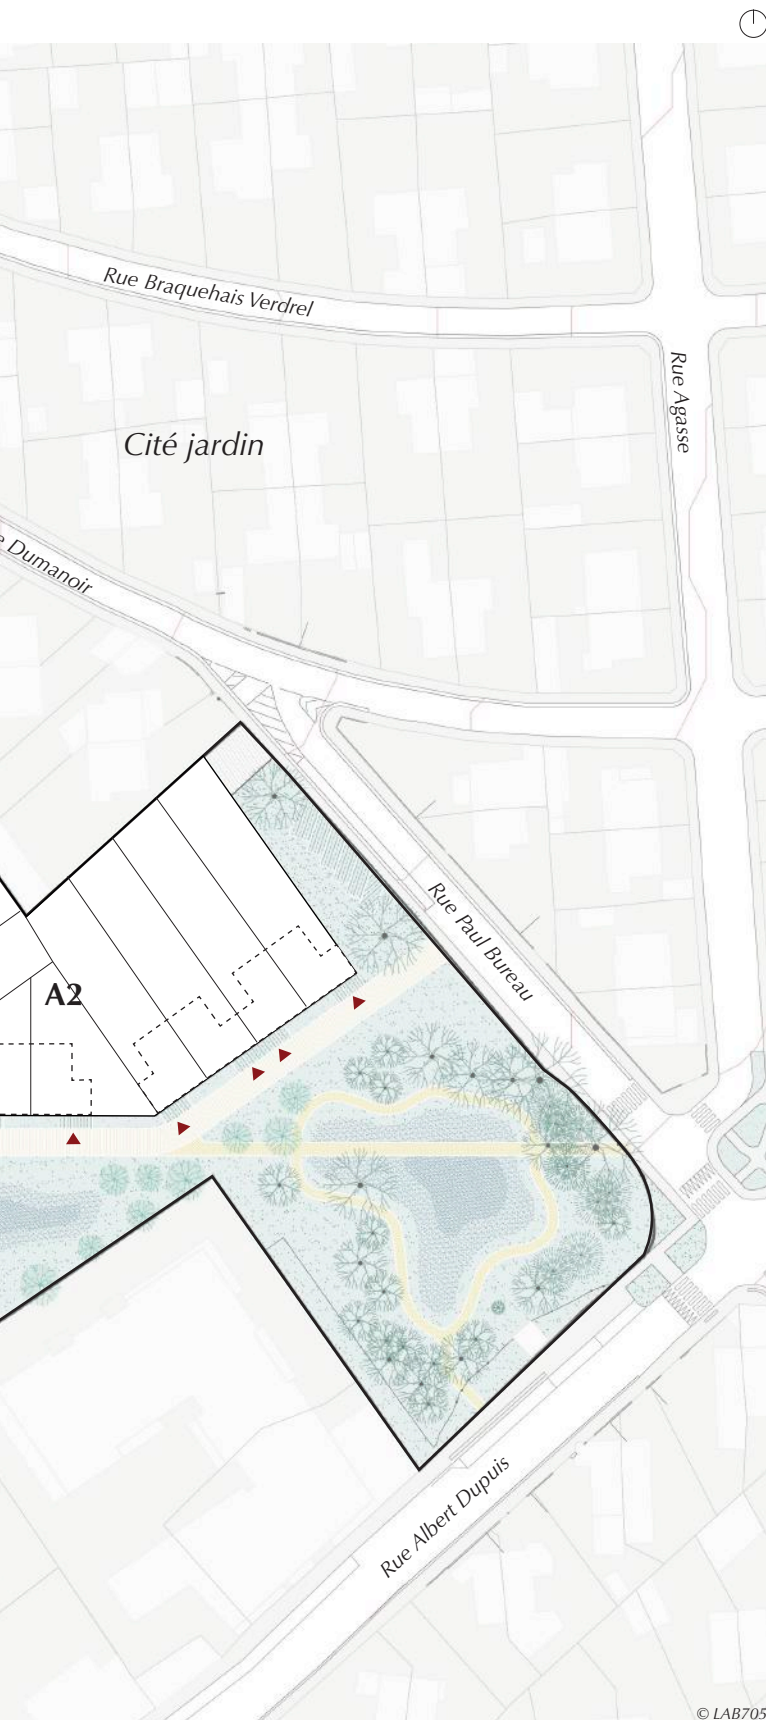 Rue Braquehais Verdrel
Rue Agasse
Cité jardin
Dumanoir
Rue Paul Bureau
A2
Rue Albert Dupuis
© LAB705